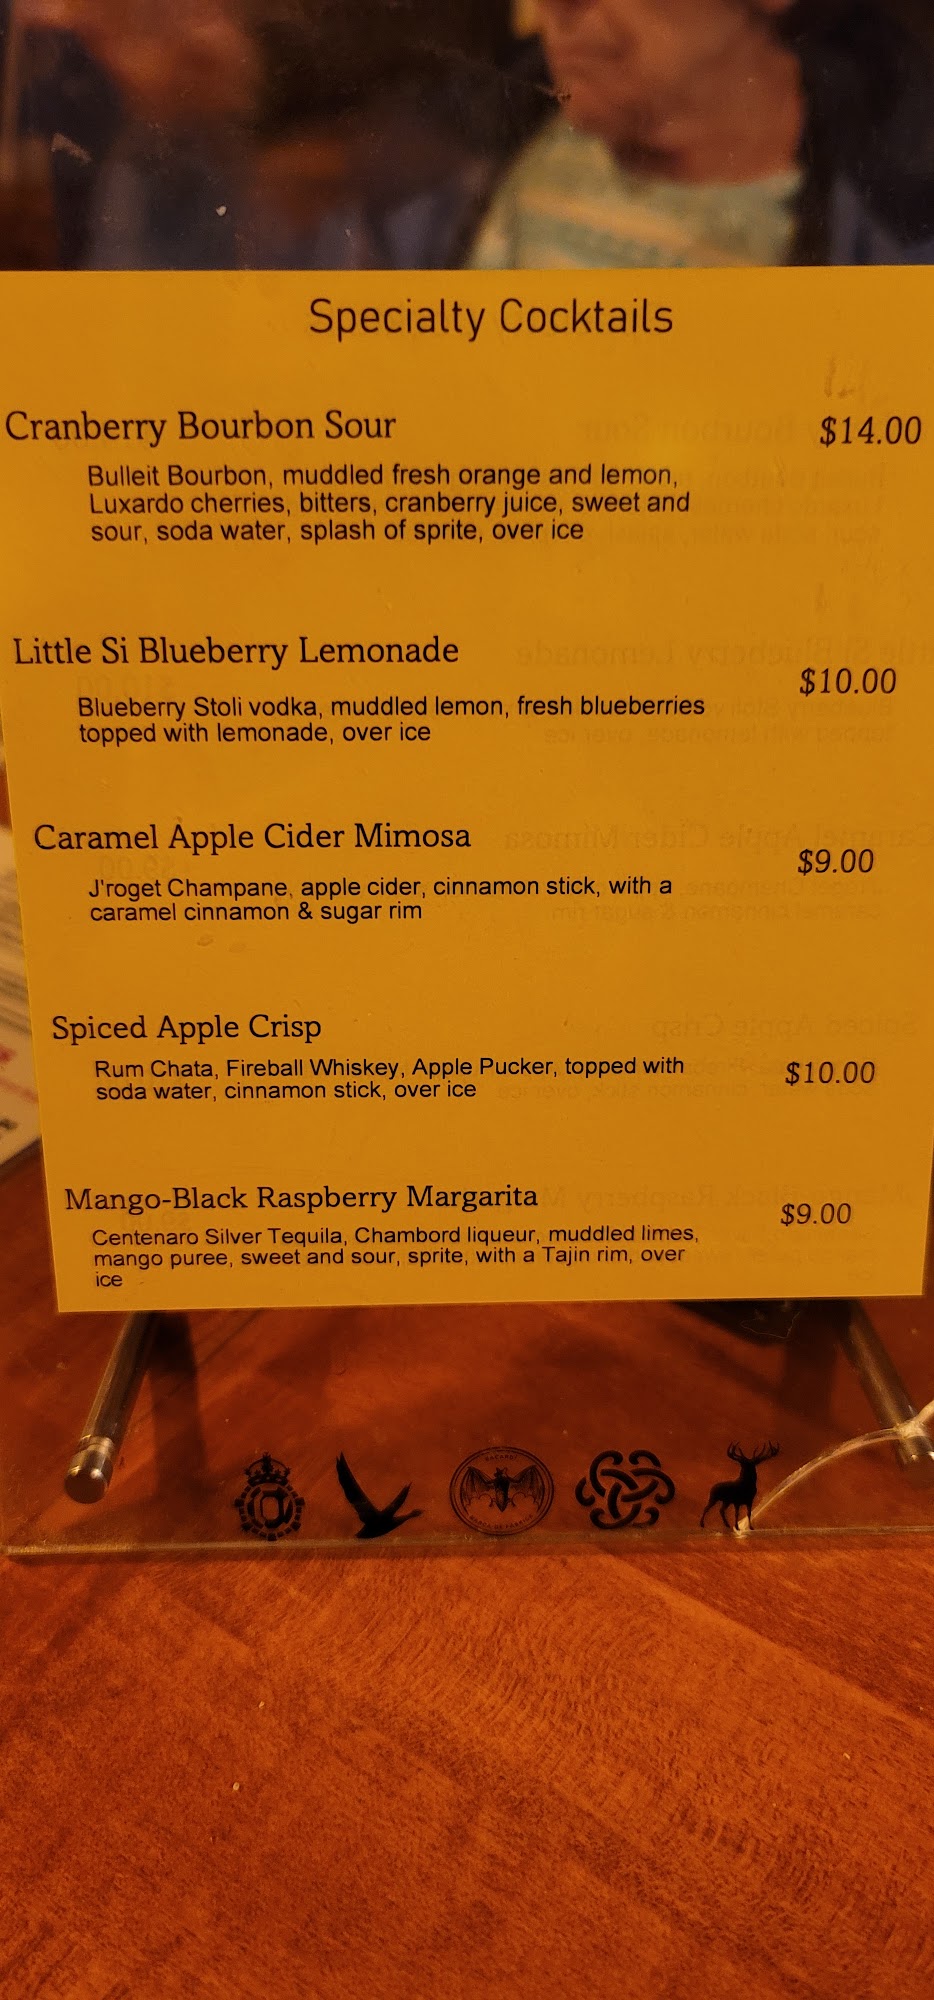 Specialty Cocktails
Cranberry Bourbon Sour
$14.00
Bulleit Bourbon, muddled fresh orange and lemon,
Luxardo cherries, bitters, cranberry juice, sweet and
sour, soda water, splash of sprite, over ice
Little Si Blueberry Lemonade
$10.00
Blueberry Stoli vodka, muddled lemon, fresh blueberries
topped with lemonade, over ice
Caramel Apple Cider Mimosa
$9.00
J'roget Champane, apple cider, cinnamon stick, with a
caramel cinnamon & sugar rim
Spiced Apple Crisp
Rum Chata, Fireball Whiskey, Apple Pucker, topped with
$10.00
soda water, cinnamon stick, over ice
Mango-Black Raspberry Margarita
$9.00
Centenaro Silver Tequila, Chambord liqueur, muddled limes,
mango puree, sweet and sour, sprite, with a Tajin rim, over
ice
BACARDI